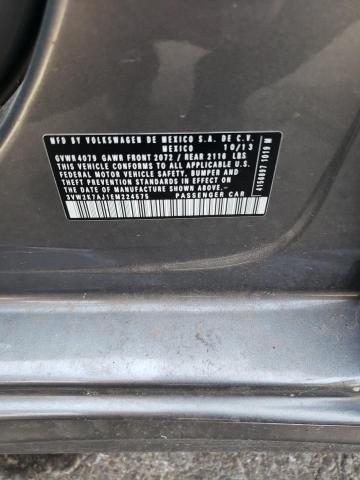 MFD. BY VOLKSWAGEN DE MEXICO S.A. DE C.V.
MEXICO 10/13
GVWR 4079 GAWR FRONT 2072 / REAR 2116 LBS
THIS VEHICLE CONFORMS TO ALL APPLICABLE U.S.
FEDERAL MOTOR VEHICLE SAFETY, BUMPER, AND
THEFT PREVENTION STANDARDS IN EFFECT ON
THE DATE OF MANUFACTURE SHOWN ABOVE.
3VW2K7AJ1EM224575 PASSENGER CAR